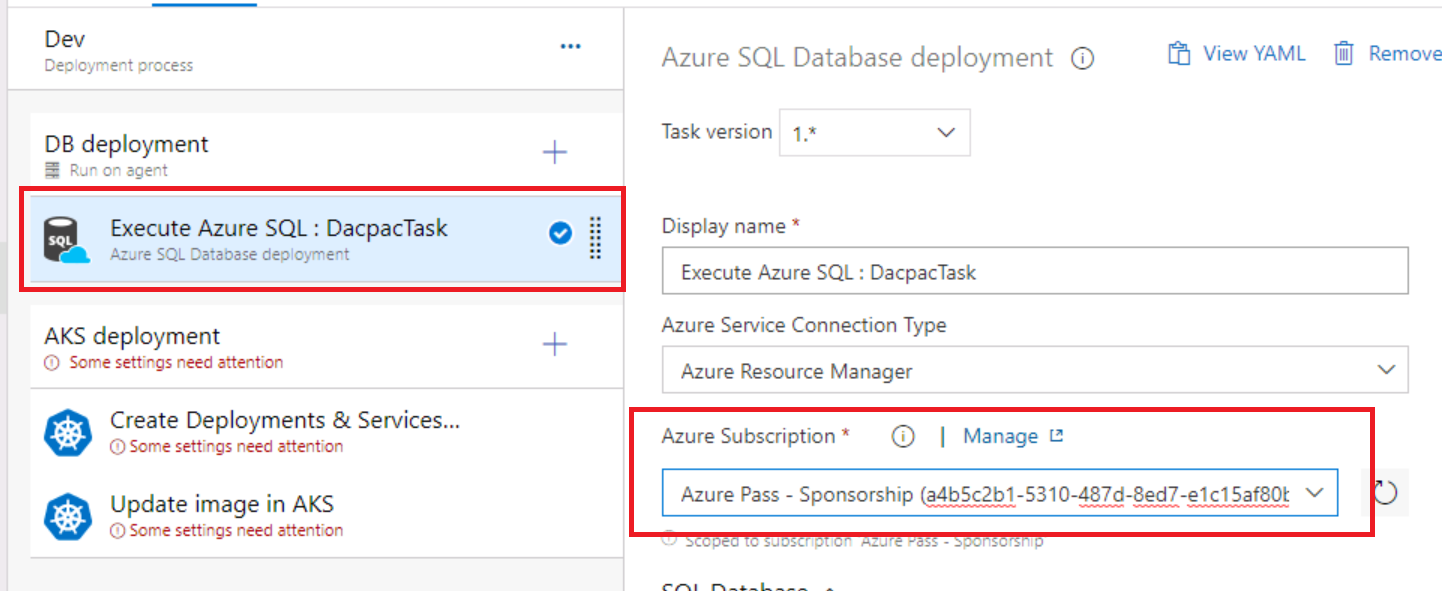 Dev
Deployment process
DB deployment
Run on agent
SQL
Execute Azure SQL : DacpacTask
Azure SQL Database deployment
AKS deployment
Some settings need attention
Create Deployments & Services...
Some settings need attention
Update image in AKS
Some settings need attention
Azure SQL Database deployment
View YAML
Remove
Task version 1.*
Display name *
Execute Azure SQL : DacpacTask
Azure Service Connection Type
Azure Resource Manager
Azure Subscription * | Manage
Azure Pass - Sponsorship (a4b5c2b1-5310-487d-8ed7-e1c15af80b
Scoped to subscription 'Azure Pass - Sponsorship'
SQL Database